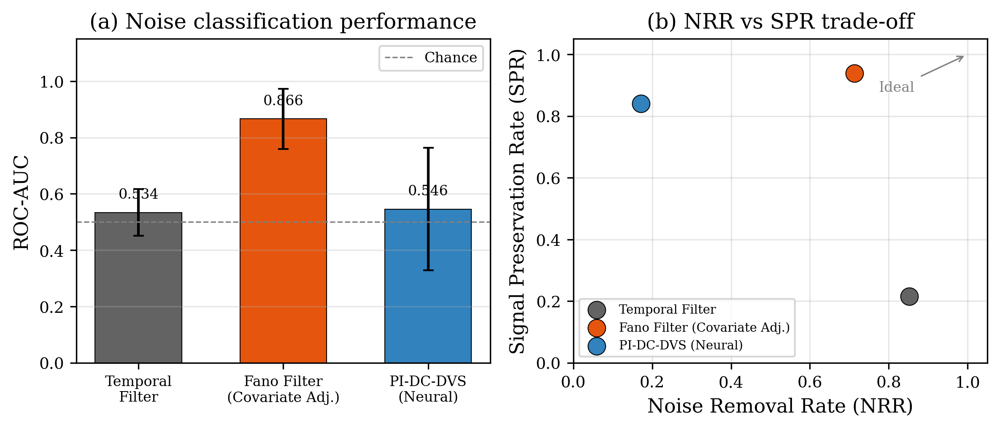 (a) Noise classification performance
ROC-AUC
1.0
0.8
0.6
0.4
0.2
0.0
Chance
0.534
0.866
0.546
Temporal
Filter
Fano Filter
(Covariate Adj.)
PI-DC-DVS
(Neural)
(b) NRR vs SPR trade-off
Signal Preservation Rate (SPR)
1.0
0.8
0.6
0.4
0.2
0.0
Ideal
Temporal Filter
Fano Filter (Covariate Adj.)
PI-DC-DVS (Neural)
0.0 0.2 0.4 0.6 0.8 1.0
Noise Removal Rate (NRR)